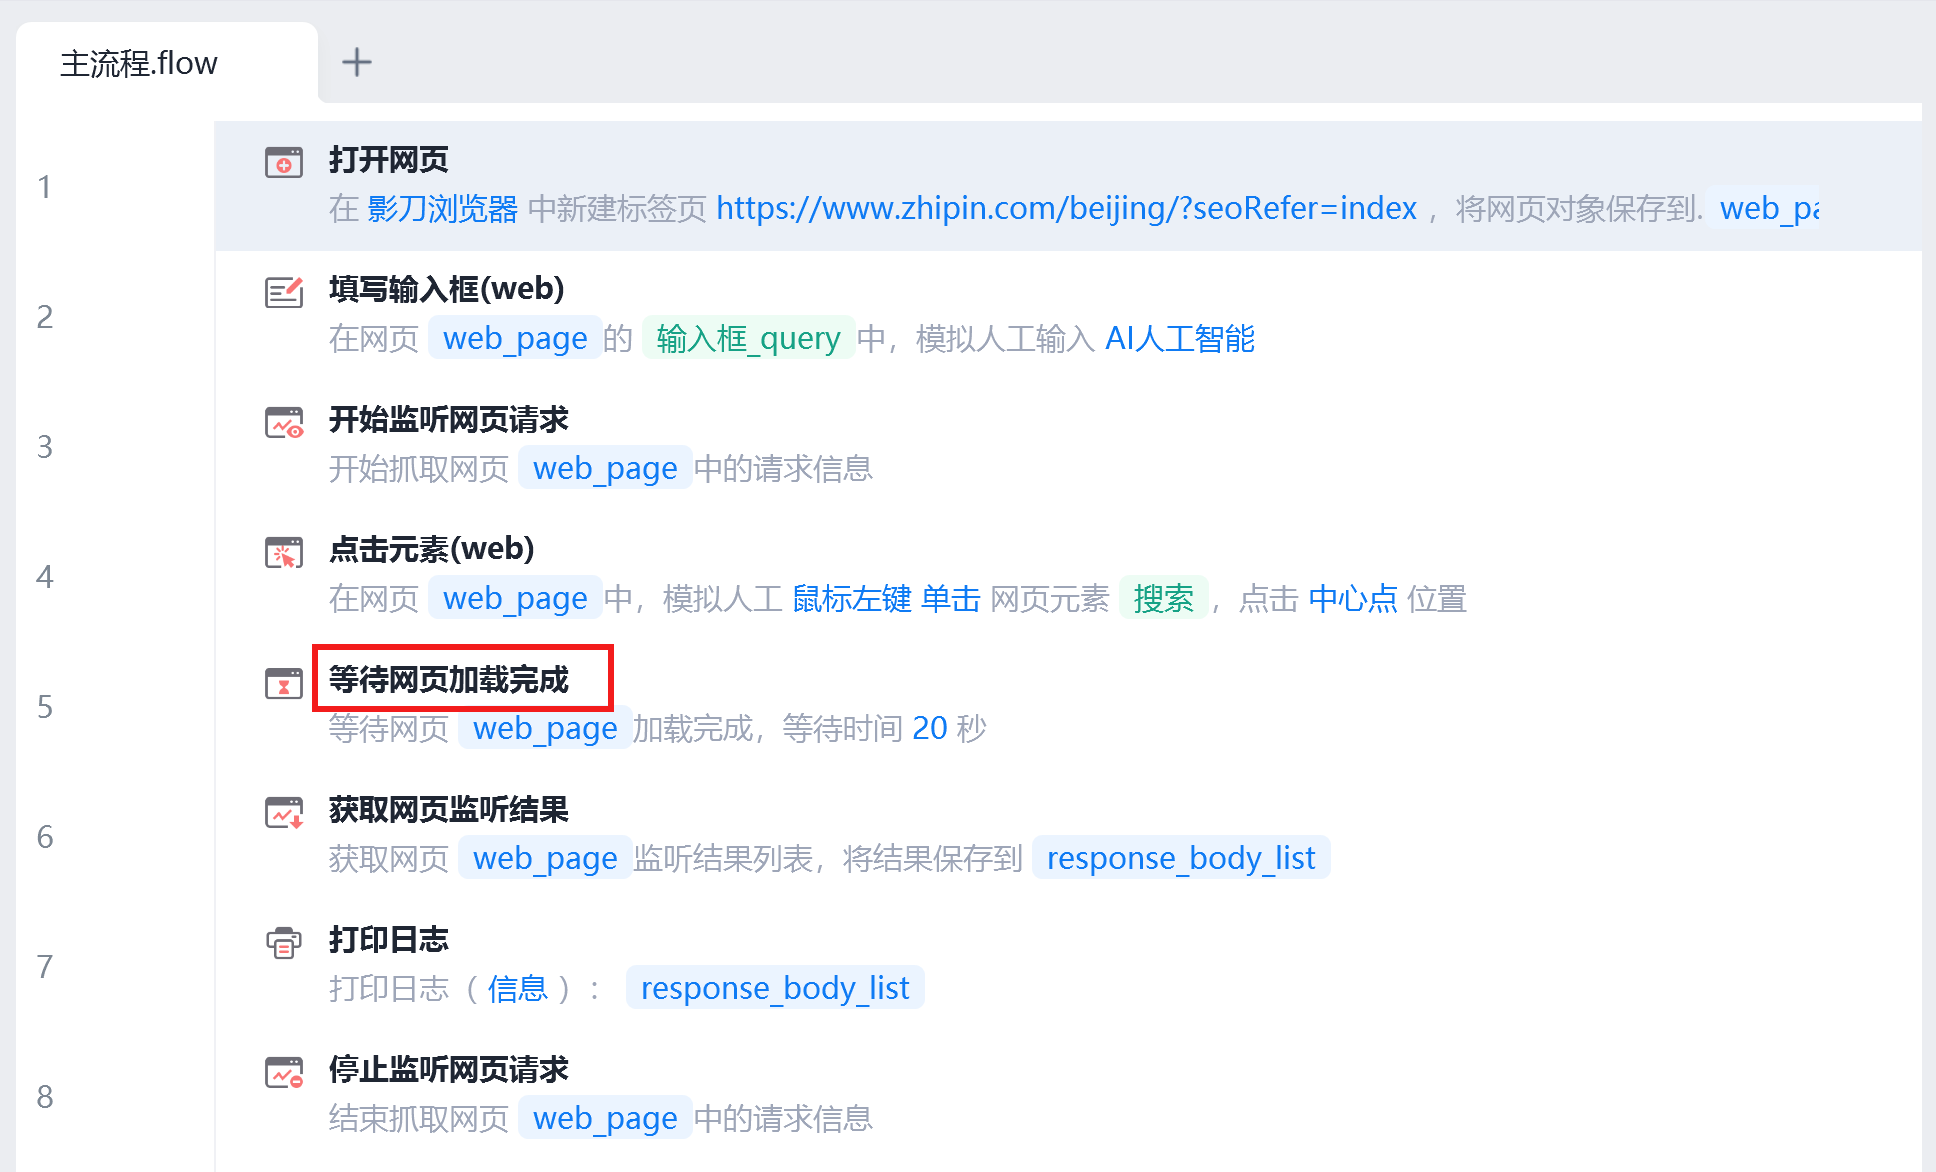 主流程.flow
1
打开网页
在 影刀浏览器 中新建标签页 https://www.zhipin.com/beijing/?seoRefer=index ，将网页对象保存到. web_pa
2
填写输入框(web)
在网页 web_page 的 输入框_query 中，模拟人工输入 AI人工智能
3
开始监听网页请求
开始抓取网页 web_page 中的请求信息
4
点击元素(web)
在网页 web_page 中，模拟人工 鼠标左键 单击 网页元素 搜索 ，点击 中心点 位置
5
等待网页加载完成
等待网页 web_page 加载完成，等待时间 20 秒
6
获取网页监听结果
获取网页 web_page 监听结果列表，将结果保存到 response_body_list
7
打印日志
打印日志（ 信息 ）： response_body_list
8
停止监听网页请求
结束抓取网页 web_page 中的请求信息